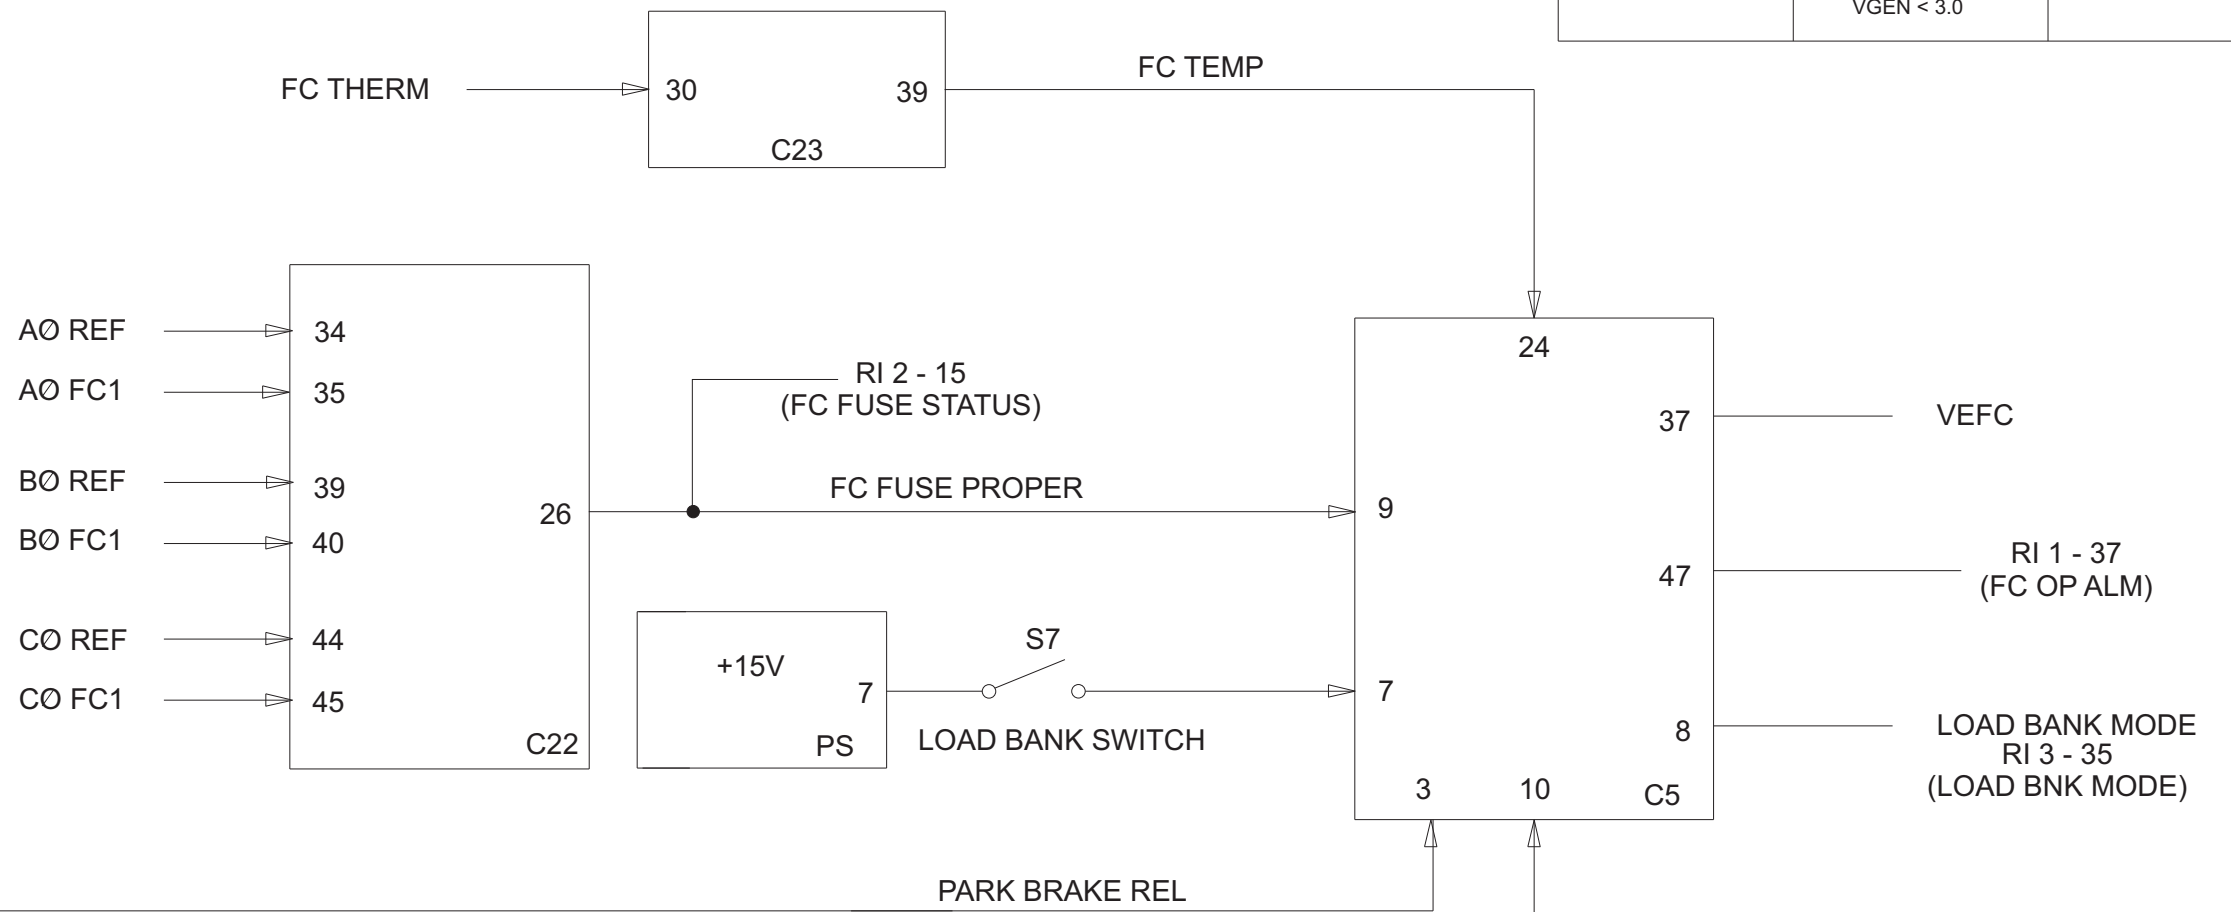 VGEN < 3.0
FC TEMP
FC THERM
30
39
C23
AØ REF
34
AØ FC1
35
BØ REF
39
BØ FC1
40
CØ REF
44
CØ FC1
45
26
C22
RI 2 - 15
(FC FUSE STATUS)
FC FUSE PROPER
+15V
7
PS
S7
LOAD BANK SWITCH
24
37
9
47
7
8
3
10
C5
VEFC
RI 1 - 37
(FC OP ALM)
LOAD BANK MODE
RI 3 - 35
(LOAD BNK MODE)
PARK BRAKE REL